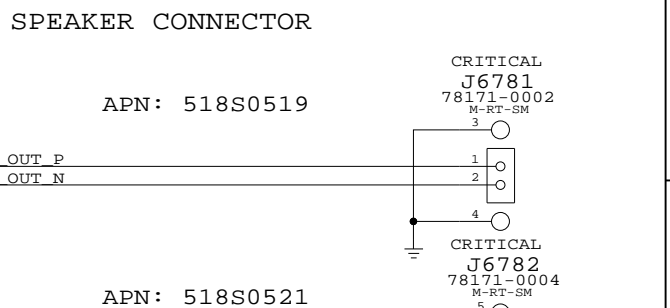 SPEAKER CONNECTOR
CRITICAL
J6781
APN: 518S0519
78171-0002
M-RT-SM
3
_OUT_P
1
_OUT_N
2
4
CRITICAL
J6782
78171-0004
APN: 518S0521
M-RT-SM
5